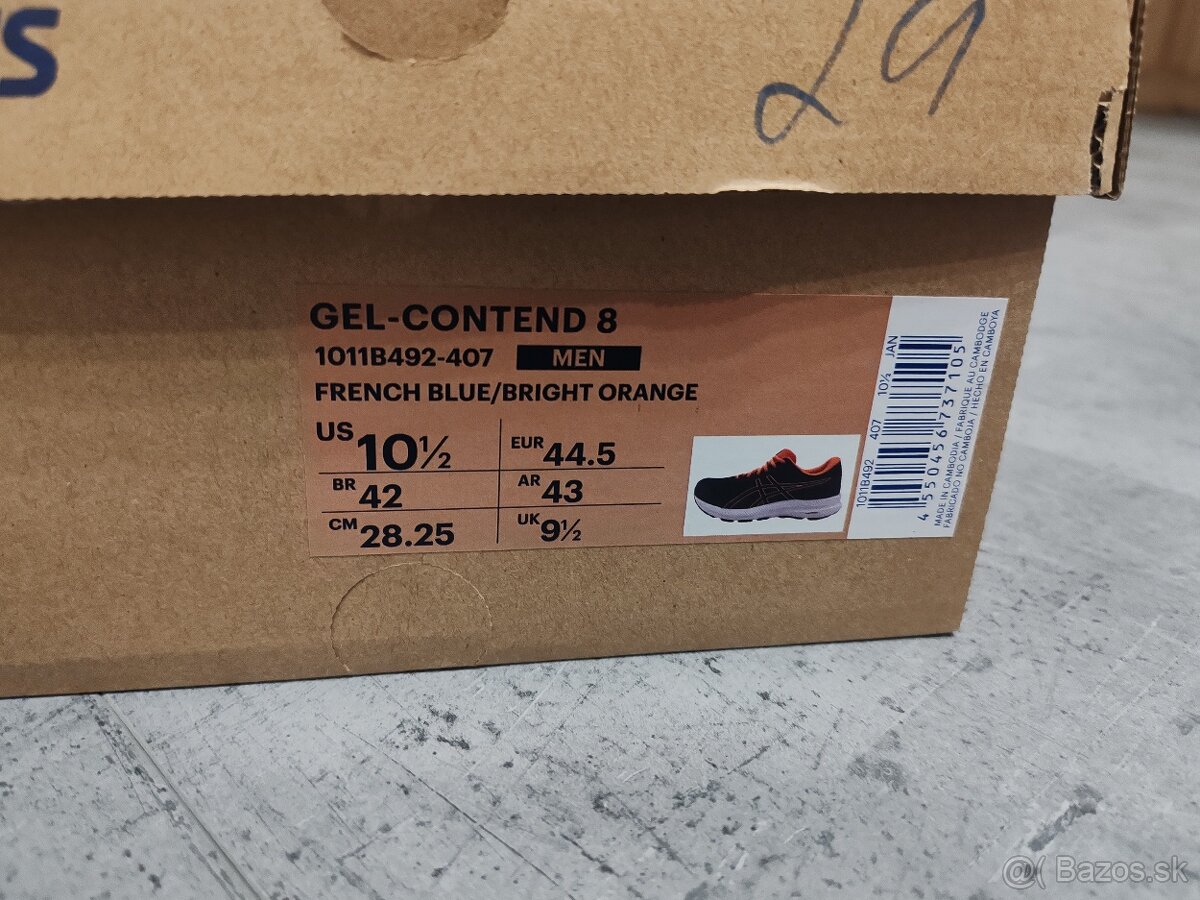 s
29
GEL-CONTEND 8
1011B492-407 MEN
FRENCH BLUE/BRIGHT ORANGE
US 10½ EUR 44.5
BR 42 AR 43
CM 28.25 UK 9½
1011B492 407 10½ JAN
4 550456 737105
MADE IN CAMBODIA / FABRIQUE AU CAMBODGE
FABRICADO NO CAMBOJA / HECHO EN CAMBOYA
@ Bazos.sk